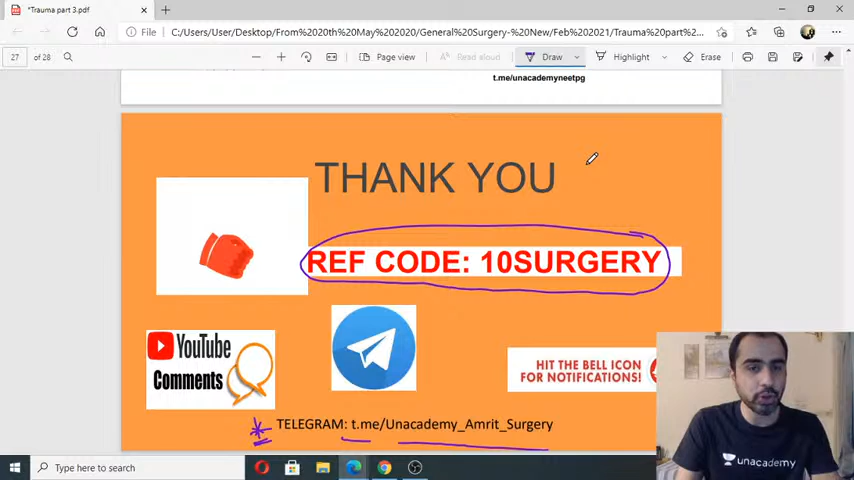 *Trauma part 3.pdf
File
C:/Users/User/Desktop/From%20th%20May%202020/General%20Surgery-%20New/Feb%202021/Trauma%20part%...
27
of 28
Page view
Read aloud
Draw
Highlight
Erase
t.me/unacademyneetpg
THANK YOU
REF CODE: 10SURGERY
YouTube
Comments
HIT THE BELL ICON
FOR NOTIFICATIONS!
TELEGRAM: t.me/Unacademy_Amrit_Surgery
unacademy
Type here to search